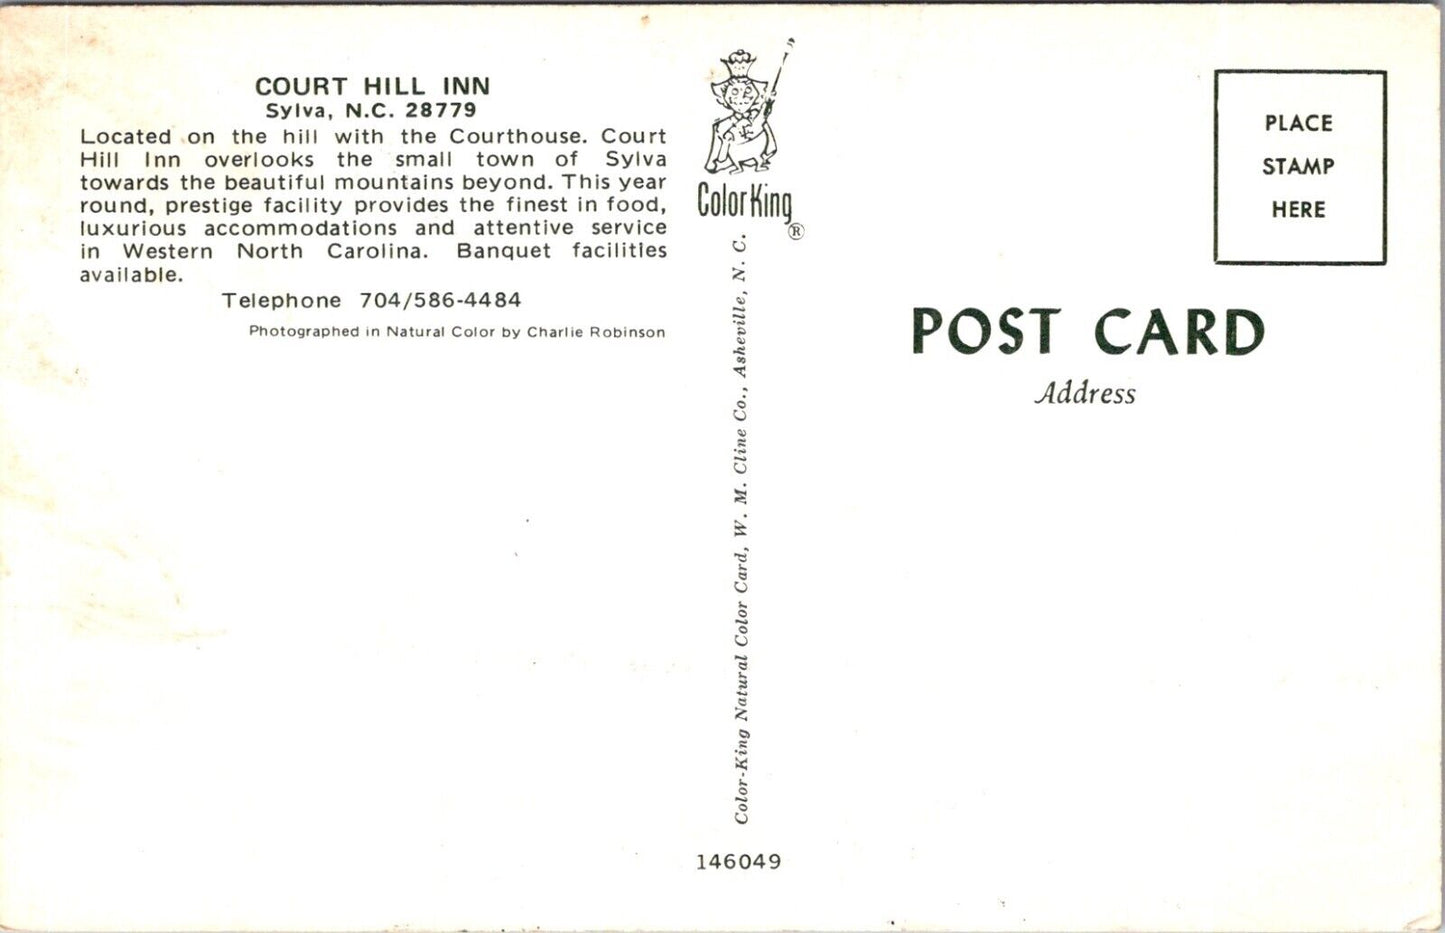 COURT HILL INN
Sylva, N.C. 28779
Located on the hill with the Courthouse. Court
Hill Inn overlooks the small town of Sylva
towards the beautiful mountains beyond. This year
round, prestige facility provides the finest in food,
luxurious accommodations and attentive service
in Western North Carolina. Banquet facilities
available.
Telephone 704/586-4484
Photographed in Natural Color by Charlie Robinson
Color King
®
Color-King Natural Color Card, W. M. Cline Co., Asheville, N. C.
146049
PLACE
STAMP
HERE
POST CARD
Address